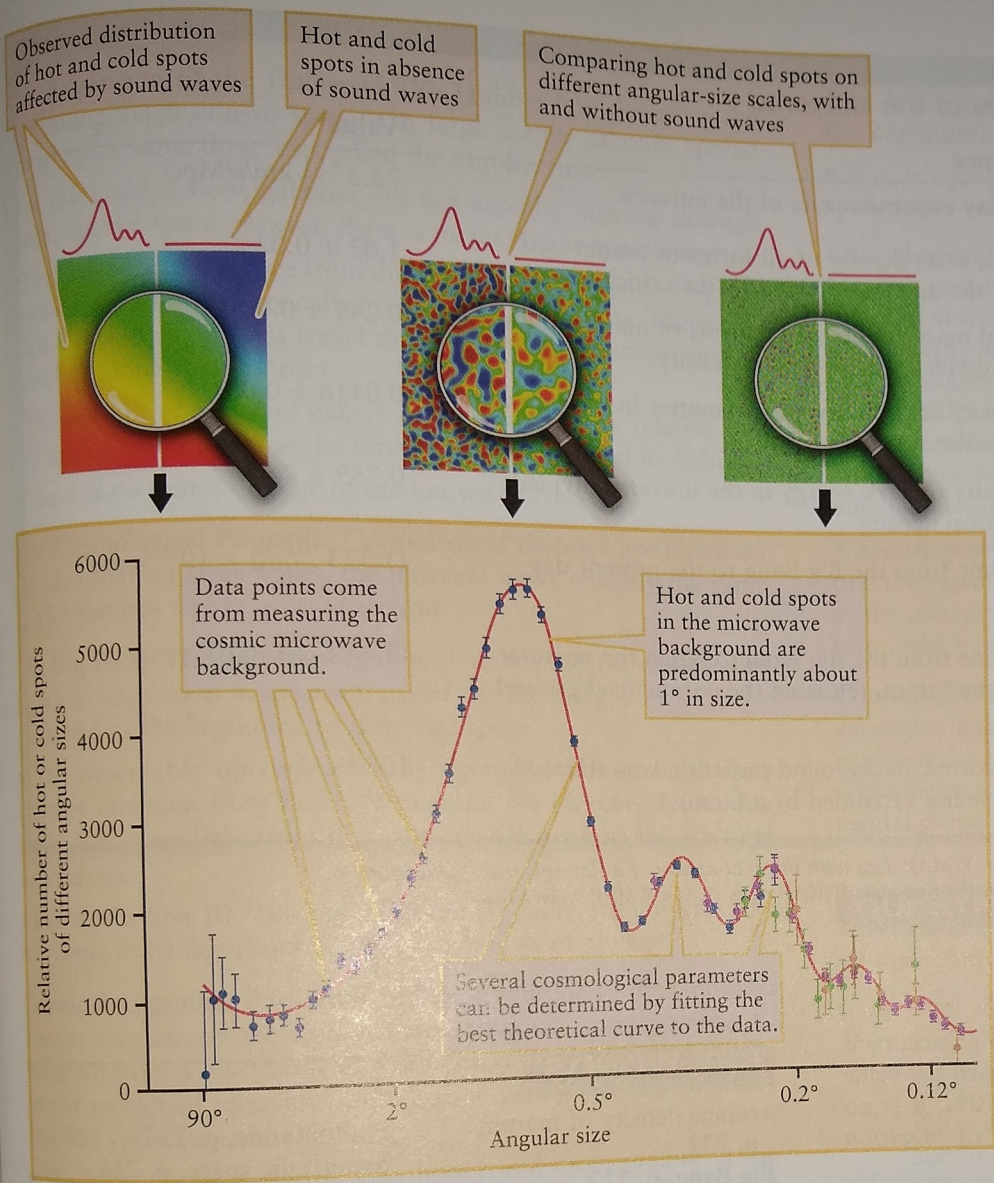 Observed distribution
of hot and cold spots
affected by sound waves
Hot and cold
spots in absence
of sound waves
Comparing hot and cold spots on
different angular-size scales, with
and without sound waves
Relative number of hot or cold spots
of different angular sizes
6000
5000
4000
3000
2000
1000
0
Data points come
from measuring the
cosmic microwave
background.
Hot and cold spots
in the microwave
background are
predominantly about
1° in size.
Several cosmological parameters
can be determined by fitting the
best theoretical curve to the data.
90°
2°
0.5°
0.2°
0.12°
Angular size